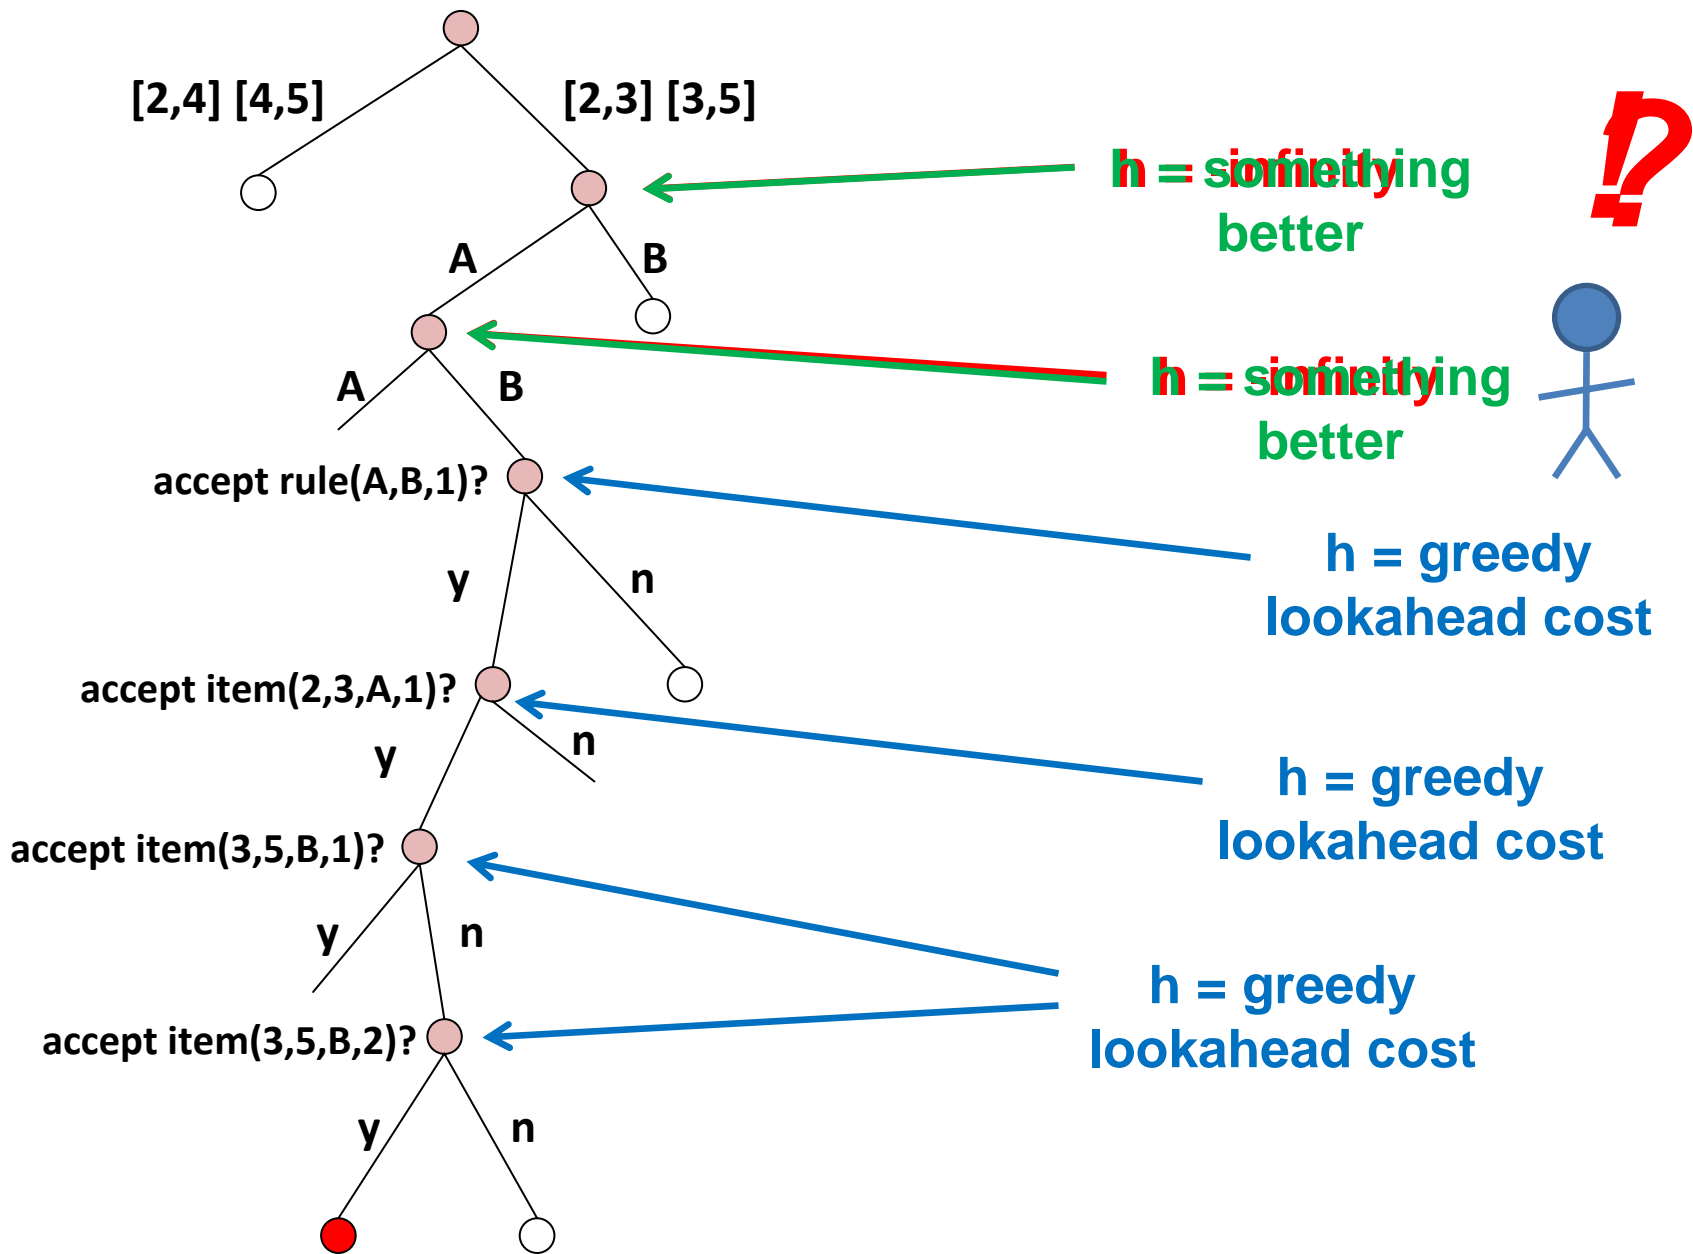 [2,4] [4,5]
[2,3] [3,5]
h = -infinity
h = something
better
⁉
A
B
h = -infinity
h = something
better
A
B
accept rule(A,B,1)?
h = greedy
lookahead cost
y
n
accept item(2,3,A,1)?
y
n
h = greedy
lookahead cost
accept item(3,5,B,1)?
y
n
h = greedy
lookahead cost
accept item(3,5,B,2)?
y
n